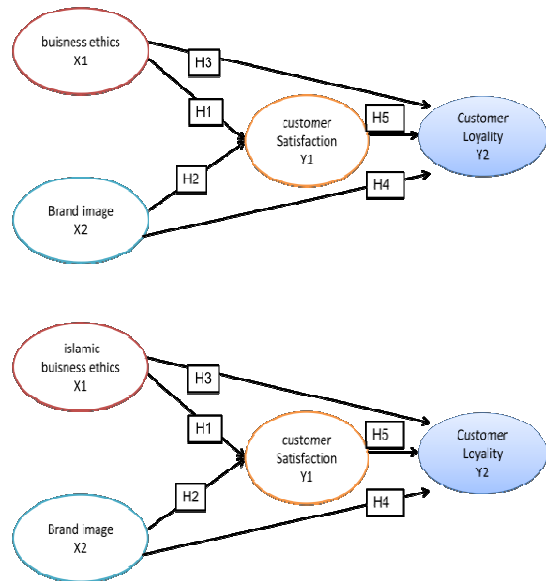 buisness ethics
X1
H3
H1
customer
Satisfaction
Y1
H5
Customer
Loyality
Y2
H2
H4
Brand image
X2
islamic
buisness ethics
X1
H3
H1
customer
Satisfaction
Y1
H5
Customer
Loyality
Y2
H2
H4
Brand image
X2